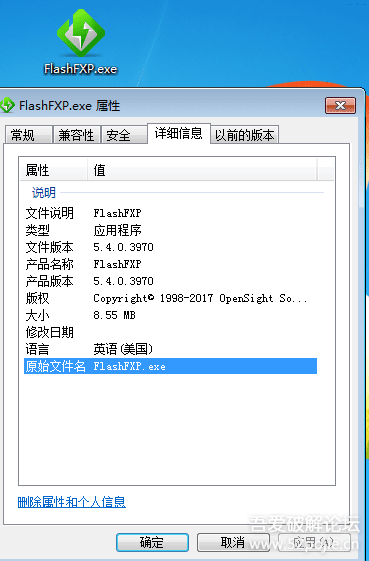 FlashFXP.exe
FlashFXP.exe 属性
常规 兼容性 安全 详细信息 以前的版本
属性 值
说明
文件说明 FlashFXP
类型 应用程序
文件版本 5.4.0.3970
产品名称 FlashFXP
产品版本 5.4.0.3970
版权 Copyright© 1998-2017 OpenSight So...
大小 8.55 MB
修改日期
语言 英语(美国)
原始文件名 FlashFXP.exe
删除属性和个人信息
确定 取消 应用(A)
吾爱破解论坛
www.52pojie.cn